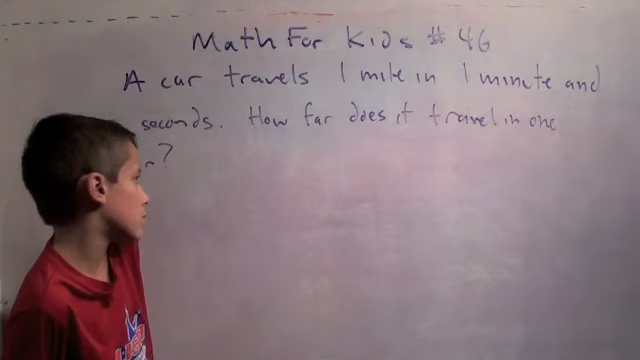 Math For Kids # 46
A car travels 1 mile in 1 minute and
seconds. How far does it travel in one
?